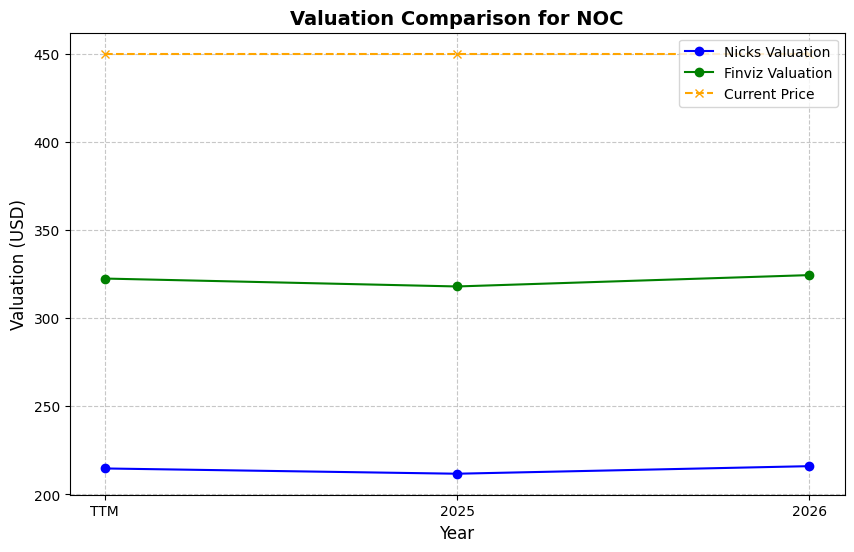 Valuation Comparison for NOC
Nicks Valuation
Finviz Valuation
Current Price
Valuation (USD)
450
400
350
300
250
200
TTM
2025
2026
Year